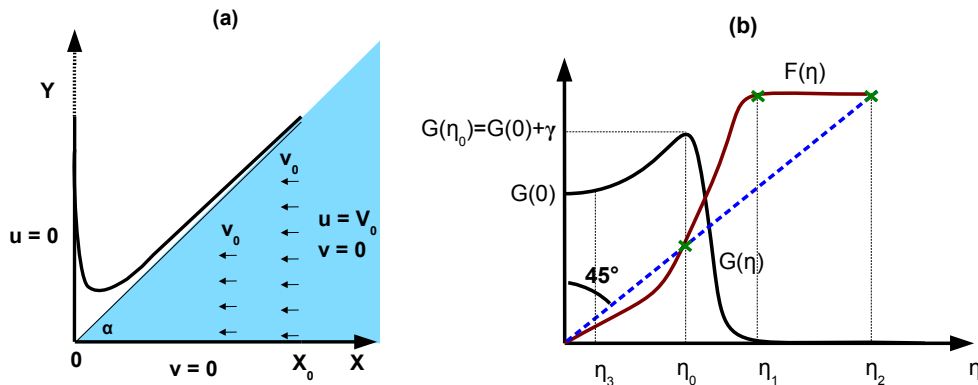 (a)
Y
v₀
v₀
u = V₀
v = 0
u = 0
α
0
v = 0
X₀
X
(b)
F(η)
G(η₀)=G(0)+γ
G(0)
G(η)
45°
η₃
η₀
η₁
η₂